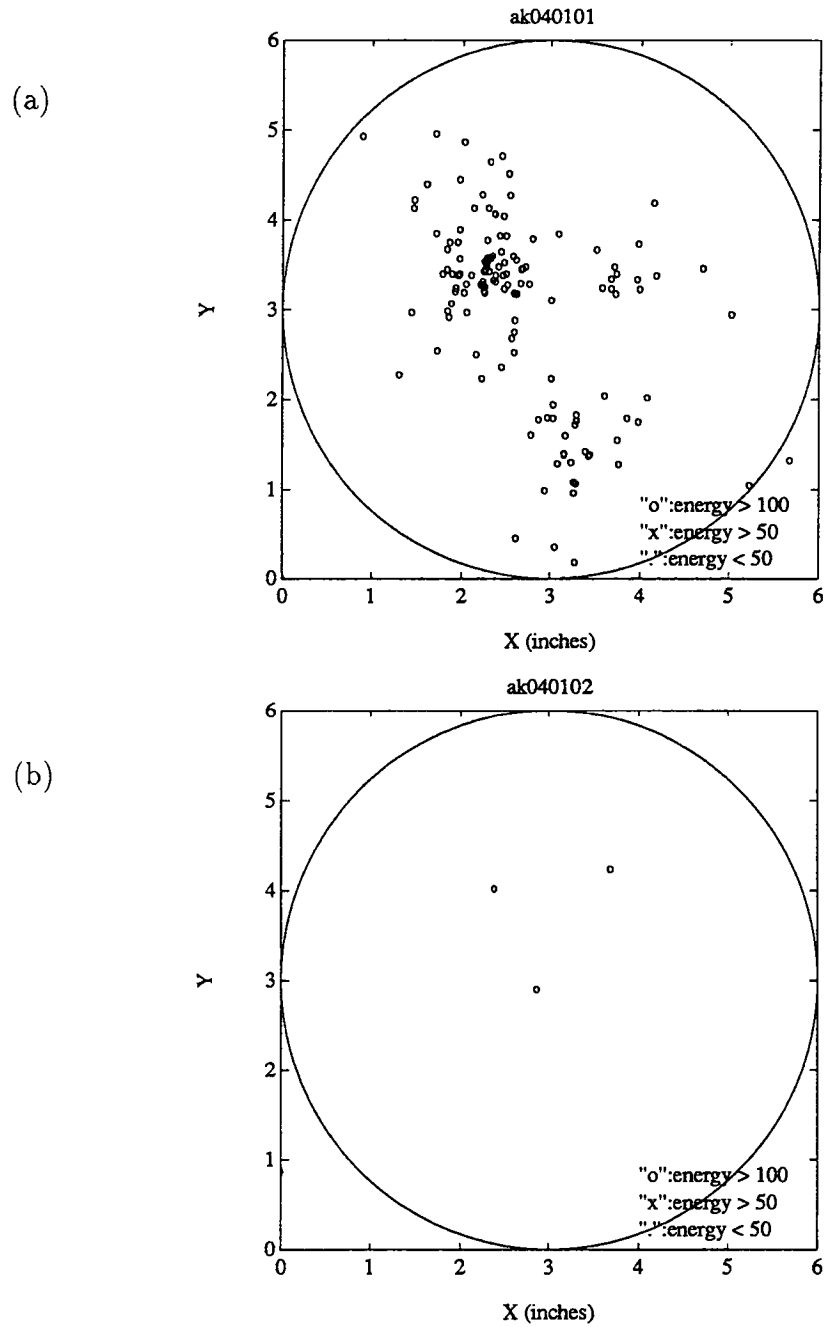 ak040101
(a)
6
5
4
3
2
1
0
Y
"o":energy > 100
"x":energy > 50
".":energy < 50
0 1 2 3 4 5 6
X (inches)
ak040102
(b)
6
5
4
3
2
1
0
Y
"o":energy > 100
"x":energy > 50
".":energy < 50
0 1 2 3 4 5 6
X (inches)